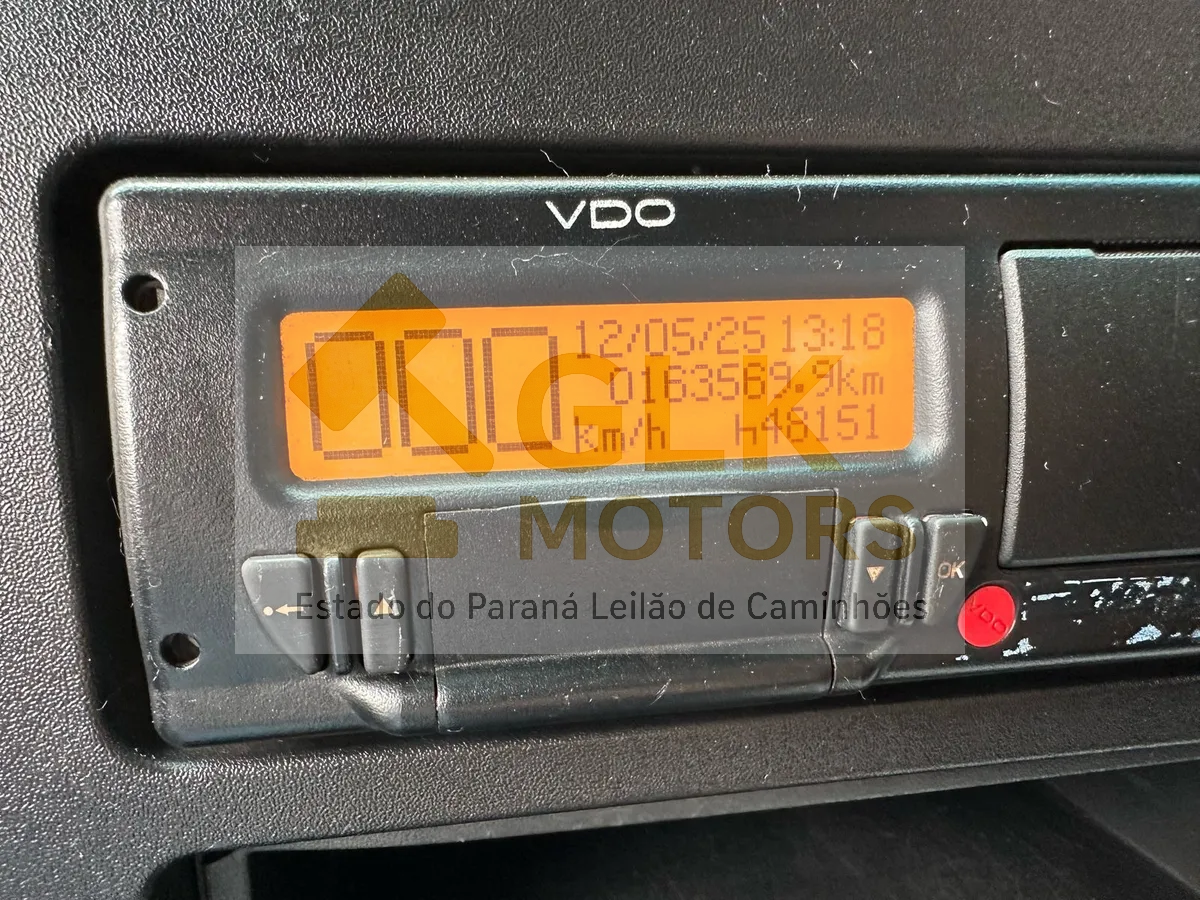 VDO
000
12/05/25 13:18
0163569.9km
km/h h48151
GLK
MOTORS
OK
Estado do Paraná Leilão de Caminhões
VDO